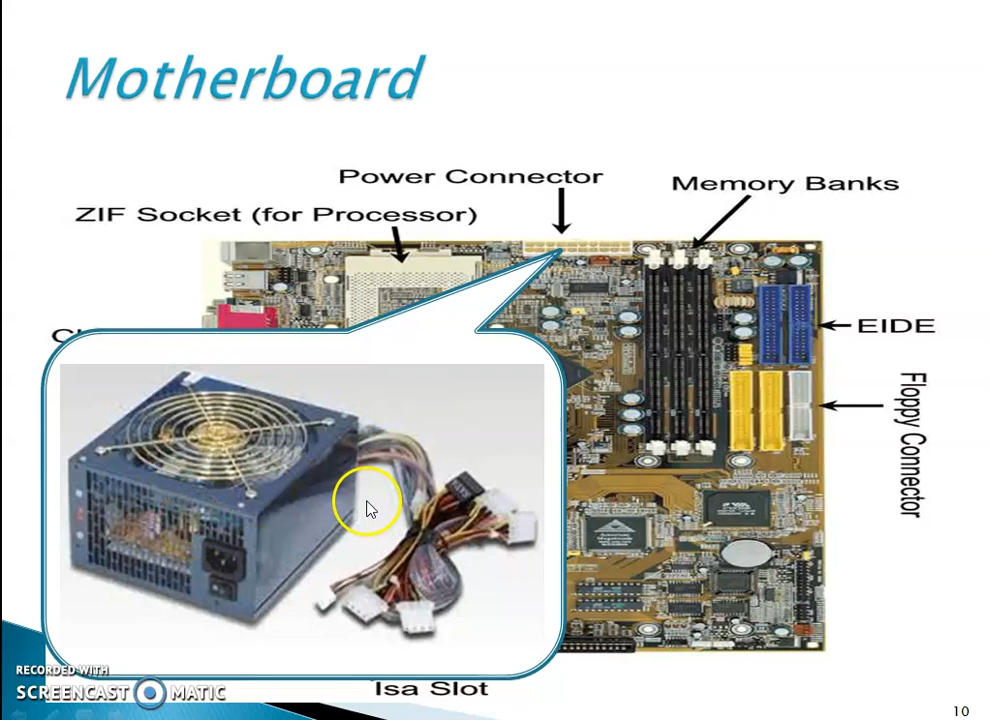 Motherboard
Power Connector
Memory Banks
ZIF Socket (for Processor)
EIDE
Floppy Connector
Isa Slot
RECORDED WITH
SCREENCAST MATIC
10